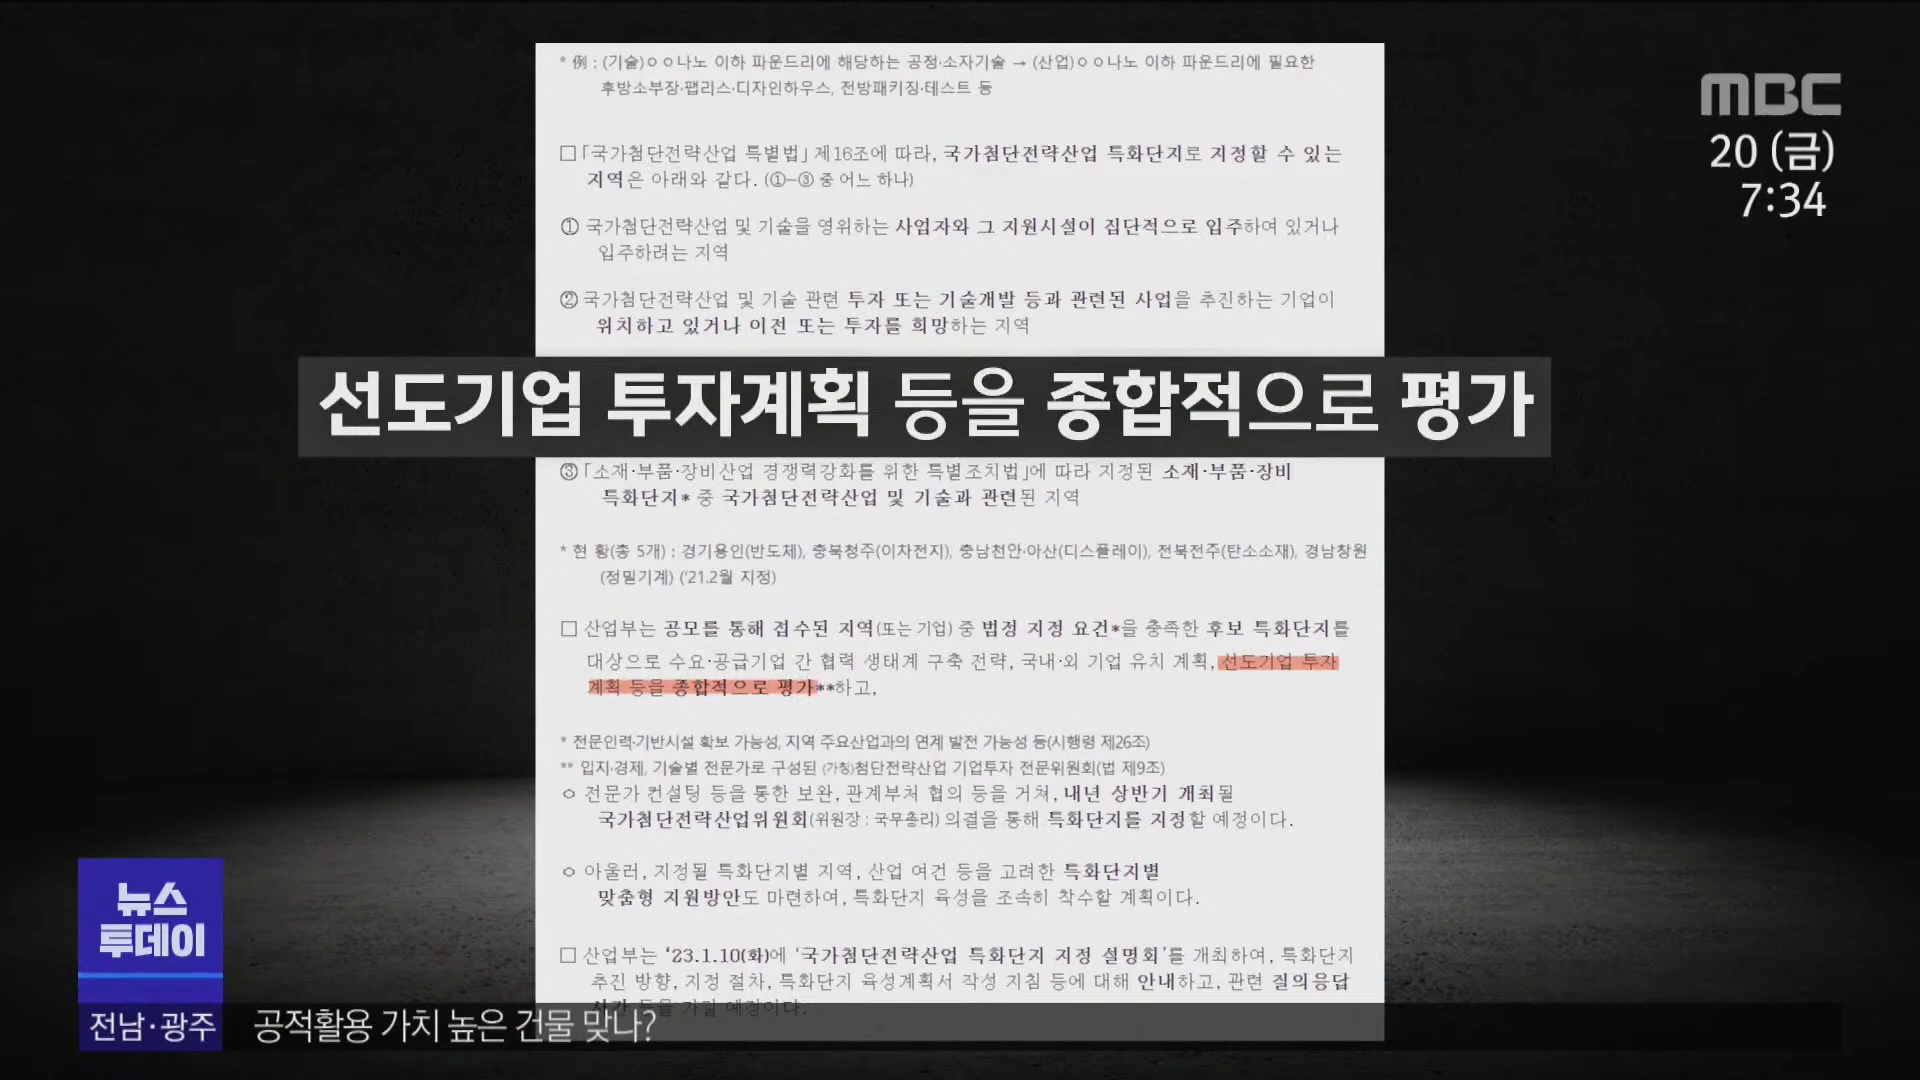 * 例 : (기술)ㅇㅇ나노 이하 파운드리에 해당하는 공정·소자기술 → (산업)ㅇㅇ나노 이하 파운드리에 필요한
후방소부장·팹리스·디자인하우스, 전방패키징·테스트 등
□ 「국가첨단전략산업 특별법」 제16조에 따라, 국가첨단전략산업 특화단지로 지정할 수 있는
지역은 아래와 같다. (①~③ 중 어느 하나)
① 국가첨단전략산업 및 기술을 영위하는 사업자와 그 지원시설이 집단적으로 입주하여 있거나
입주하려는 지역
② 국가첨단전략산업 및 기술 관련 투자 또는 기술개발 등과 관련된 사업을 추진하는 기업이
위치하고 있거나 이전 또는 투자를 희망하는 지역
선도기업 투자계획 등을 종합적으로 평가
③ 「소재·부품·장비산업 경쟁력강화를 위한 특별조치법」에 따라 지정된 소재·부품·장비
특화단지* 중 국가첨단전략산업 및 기술과 관련된 지역
* 현 황(총 5개) : 경기용인(반도체), 충북청주(이차전지), 충남천안·아산(디스플레이), 전북전주(탄소소재), 경남창원
(정밀기계) ('21.2월 지정)
□ 산업부는 공모를 통해 접수된 지역(또는 기업) 중 법정 지정 요건*을 충족한 후보 특화단지를
대상으로 수요·공급기업 간 협력 생태계 구축 전략, 국내·외 기업 유치 계획, 선도기업 투자
계획 등을 종합적으로 평가**하고,
* 전문인력·기반시설 확보 가능성, 지역 주요산업과의 연계 발전 가능성 등(시행령 제26조)
** 입지·경제, 기술별 전문가로 구성된 (가칭)첨단전략산업 기업투자 전문위원회(법 제9조)
ㅇ 전문가 컨설팅 등을 통한 보완, 관계부처 협의 등을 거쳐, 내년 상반기 개최될
국가첨단전략산업위원회(위원장 : 국무총리) 의결을 통해 특화단지를 지정할 예정이다.
ㅇ 아울러, 지정될 특화단지별 지역, 산업 여건 등을 고려한 특화단지별
맞춤형 지원방안도 마련하여, 특화단지 육성을 조속히 착수할 계획이다.
□ 산업부는 '23.1.10(화)에 '국가첨단전략산업 특화단지 지정 설명회'를 개최하여, 특화단지
추진 방향, 지정 절차, 특화단지 육성계획서 작성 지침 등에 대해 안내하고, 관련 질의응답
시간 등을 가질 예정이다.
MBC
20 (금)
7:34
뉴스
투데이
전남·광주 공적활용 가치 높은 건물 맞나?